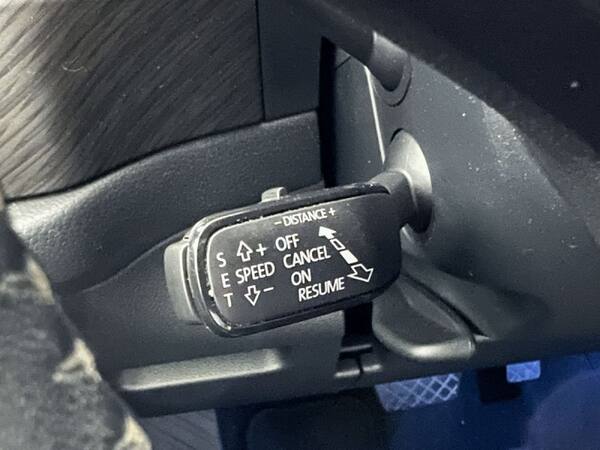 - DISTANCE +
S E T
+ SPEED -
OFF
CANCEL
ON
RESUME